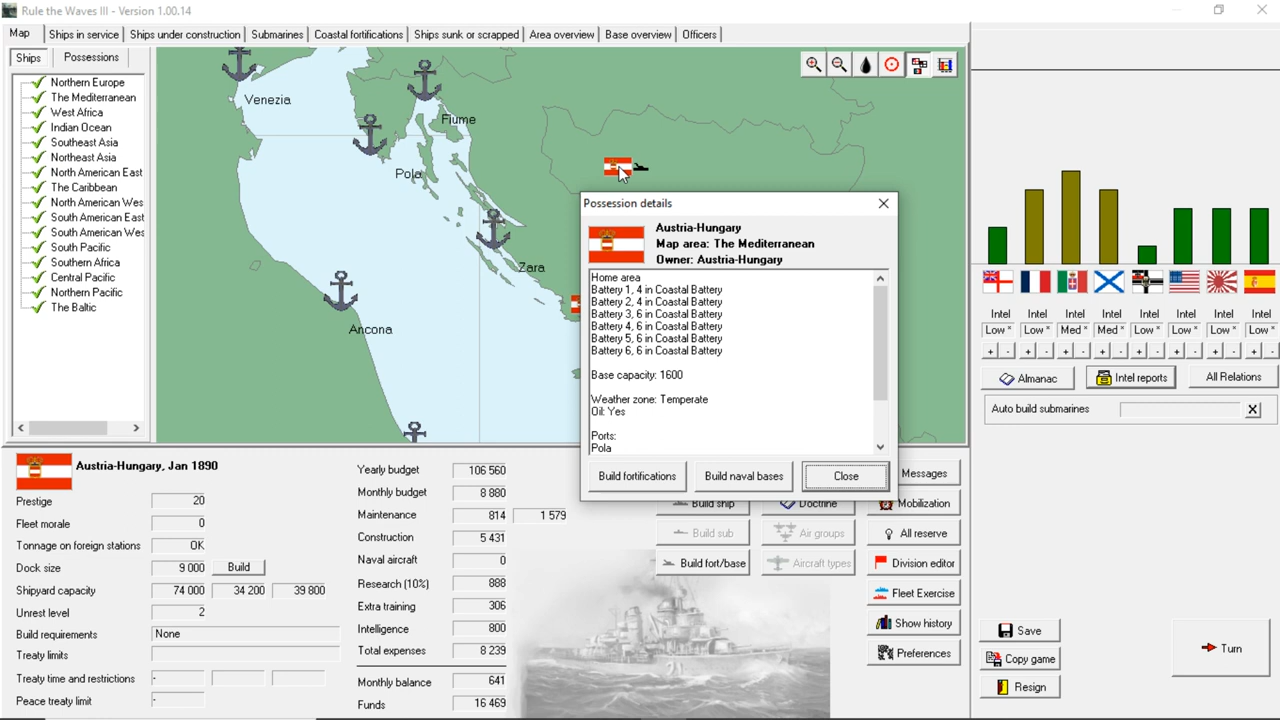 Rule the Waves III - Version 1.00.14
Map
Ships in service
Ships under construction
Submarines
Coastal fortifications
Ships sunk or scrapped
Area overview
Base overview
Officers
Ships
Possessions
Northern Europe
The Mediterranean
West Africa
Indian Ocean
Southeast Asia
Northeast Asia
North American East
The Caribbean
North American Wes
South American East
South American Wes
South Pacific
Southern Africa
Central Pacific
Northern Pacific
The Baltic
Venezia
Fiume
Pola
Zara
Ancona
Possession details
Austria-Hungary
Map area: The Mediterranean
Owner: Austria-Hungary
Home area
Battery 1, 4 in Coastal Battery
Battery 2, 4 in Coastal Battery
Battery 3, 6 in Coastal Battery
Battery 4, 6 in Coastal Battery
Battery 5, 6 in Coastal Battery
Battery 6, 6 in Coastal Battery
Base capacity: 1600
Weather zone: Temperate
Oil: Yes
Ports:
Pola
Build fortifications
Build naval bases
Close
Intel Intel Intel Intel Intel Intel Intel Intel
Low * Low * Med * Med * Low * Low * Low * Low *
+ - + - + - + - + - + - + - + -
Almanac
Intel reports
All Relations
Auto build submarines
X
Austria-Hungary, Jan 1890
Prestige 20
Fleet morale 0
Tonnage on foreign stations OK
Dock size 9 000 Build
Shipyard capacity 74 000 34 200 39 800
Unrest level 2
Build requirements None
Treaty limits
Treaty time and restrictions -
Peace treaty limit -
Yearly budget 106 560
Monthly budget 8 880
Maintenance 814 1 579
Construction 5 431
Naval aircraft 0
Research (10%) 888
Extra training 306
Intelligence 800
Total expenses 8 239
Monthly balance 641
Funds 16 469
Build ship
Doctrine
Build sub
Air groups
Build fort/base
Aircraft types
Messages
Mobilization
All reserve
Division editor
Fleet Exercise
Show history
Preferences
Save
Copy game
Resign
Turn